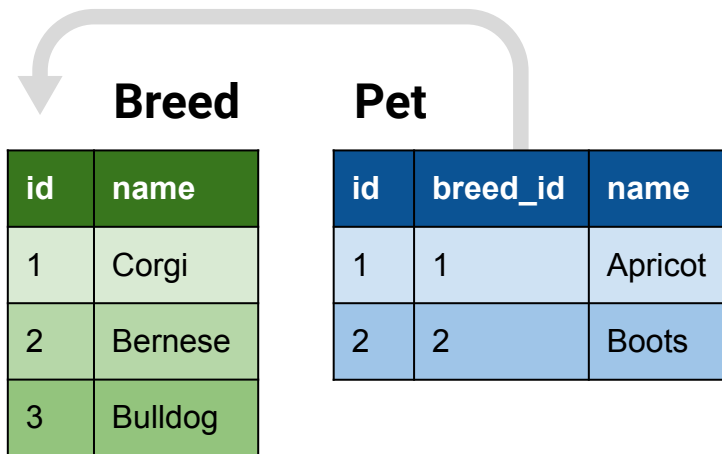 Breed Pet
id name
1 Corgi
2 Bernese
3 Bulldog
id breed_id name
1 1 Apricot
2 2 Boots